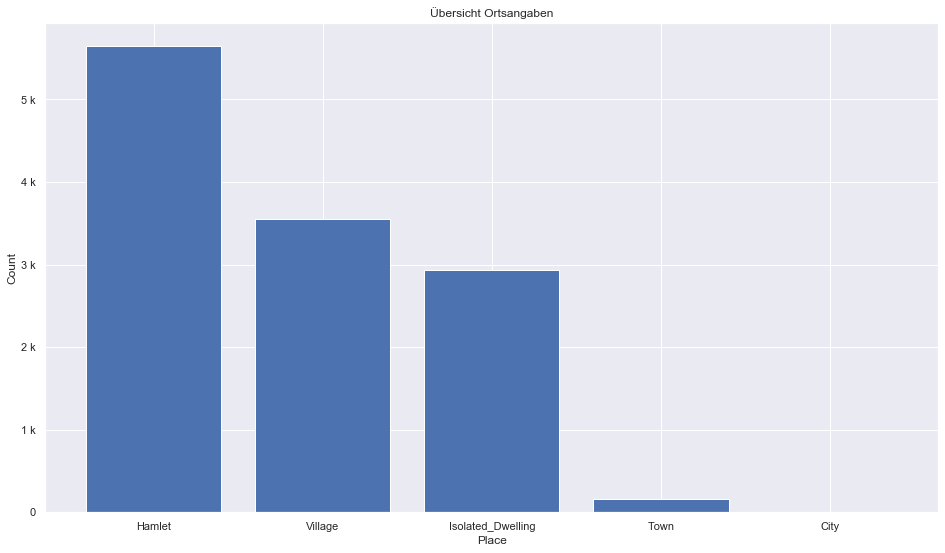 Übersicht Ortsangaben
5 k
4 k
3 k
2 k
1 k
0
Count
Hamlet
Village
Isolated_Dwelling
Town
City
Place